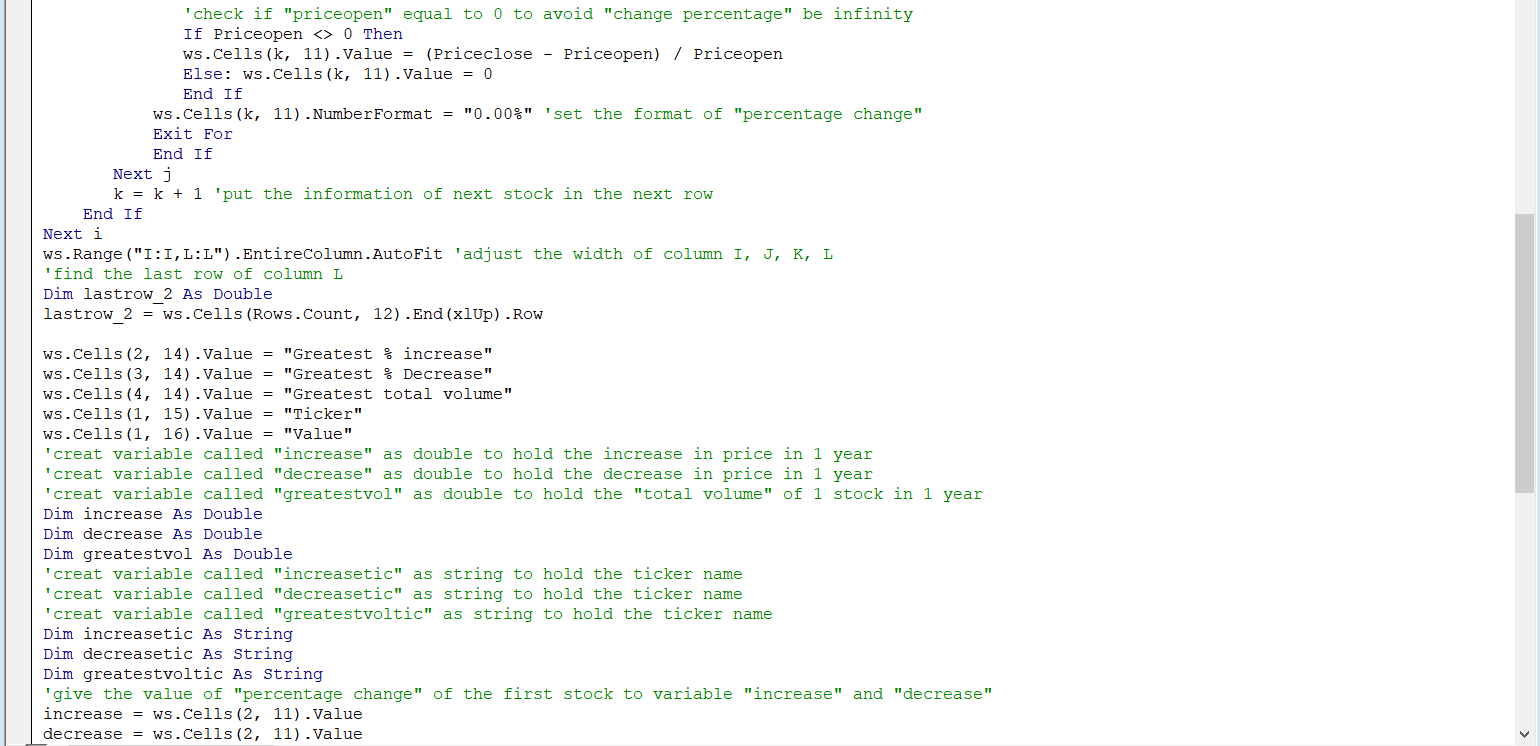 'check if "priceopen" equal to 0 to avoid "change percentage" be infinity
If Priceopen <> 0 Then
ws.Cells(k, 11).Value = (Priceclose - Priceopen) / Priceopen
Else: ws.Cells(k, 11).Value = 0
End If
ws.Cells(k, 11).NumberFormat = "0.00%" 'set the format of "percentage change"
Exit For
End If
Next j
k = k + 1 'put the information of next stock in the next row
End If
Next i
ws.Range("I:I,L:L").EntireColumn.AutoFit 'adjust the width of column I, J, K, L
'find the last row of column L
Dim lastrow_2 As Double
lastrow_2 = ws.Cells(Rows.Count, 12).End(xlUp).Row
ws.Cells(2, 14).Value = "Greatest % increase"
ws.Cells(3, 14).Value = "Greatest % Decrease"
ws.Cells(4, 14).Value = "Greatest total volume"
ws.Cells(1, 15).Value = "Ticker"
ws.Cells(1, 16).Value = "Value"
'creat variable called "increase" as double to hold the increase in price in 1 year
'creat variable called "decrease" as double to hold the decrease in price in 1 year
'creat variable called "greatestvol" as double to hold the "total volume" of 1 stock in 1 year
Dim increase As Double
Dim decrease As Double
Dim greatestvol As Double
'creat variable called "increasetic" as string to hold the ticker name
'creat variable called "decreasetic" as string to hold the ticker name
'creat variable called "greatestvoltic" as string to hold the ticker name
Dim increasetic As String
Dim decreasetic As String
Dim greatestvoltic As String
'give the value of "percentage change" of the first stock to variable "increase" and "decrease"
increase = ws.Cells(2, 11).Value
decrease = ws.Cells(2, 11).Value